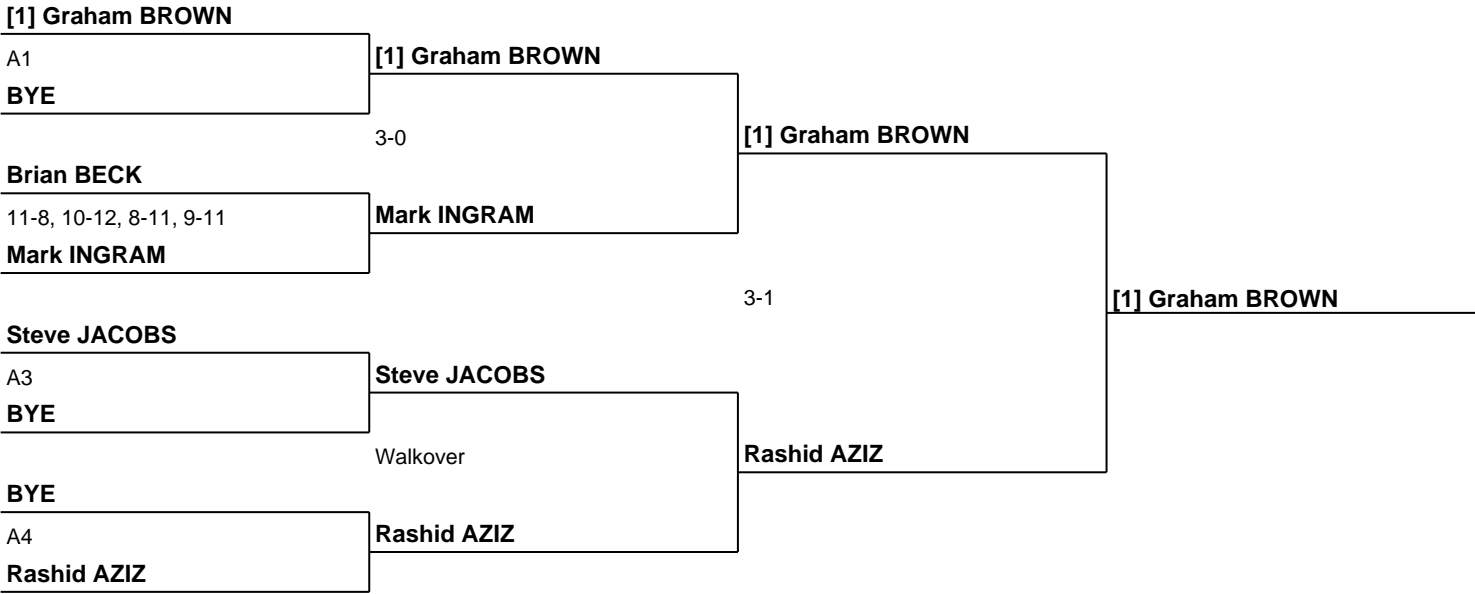 [1] Graham BROWN
A1
BYE
[1] Graham BROWN
3-0
[1] Graham BROWN
Brian BECK
11-8, 10-12, 8-11, 9-11
Mark INGRAM
Mark INGRAM
3-1
[1] Graham BROWN
Steve JACOBS
A3
BYE
Steve JACOBS
Walkover
Rashid AZIZ
BYE
A4
Rashid AZIZ
Rashid AZIZ